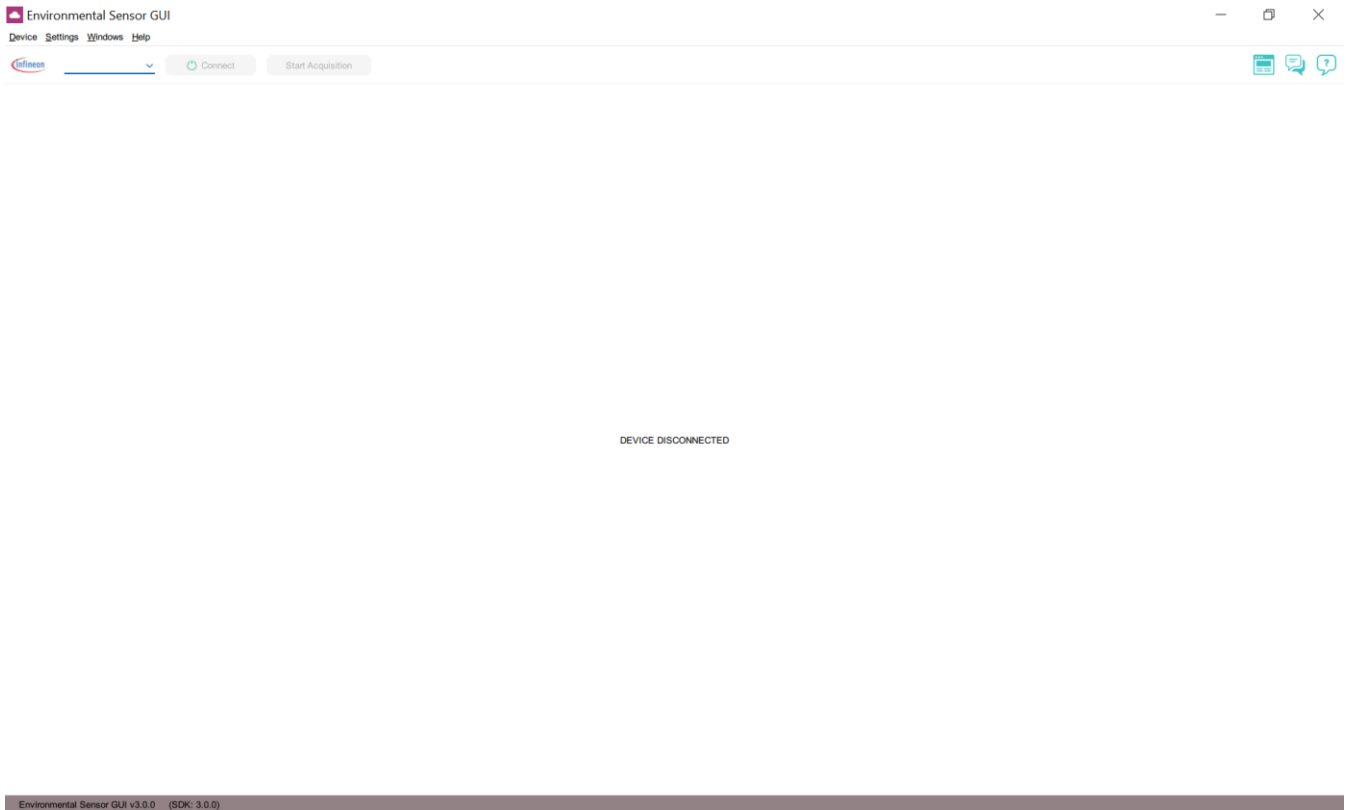 Environmental Sensor GUI
Device Settings Windows Help
infineon Connect Start Acquisition
?
DEVICE DISCONNECTED
Environmental Sensor GUI v3.0.0 (SDK: 3.0.0)